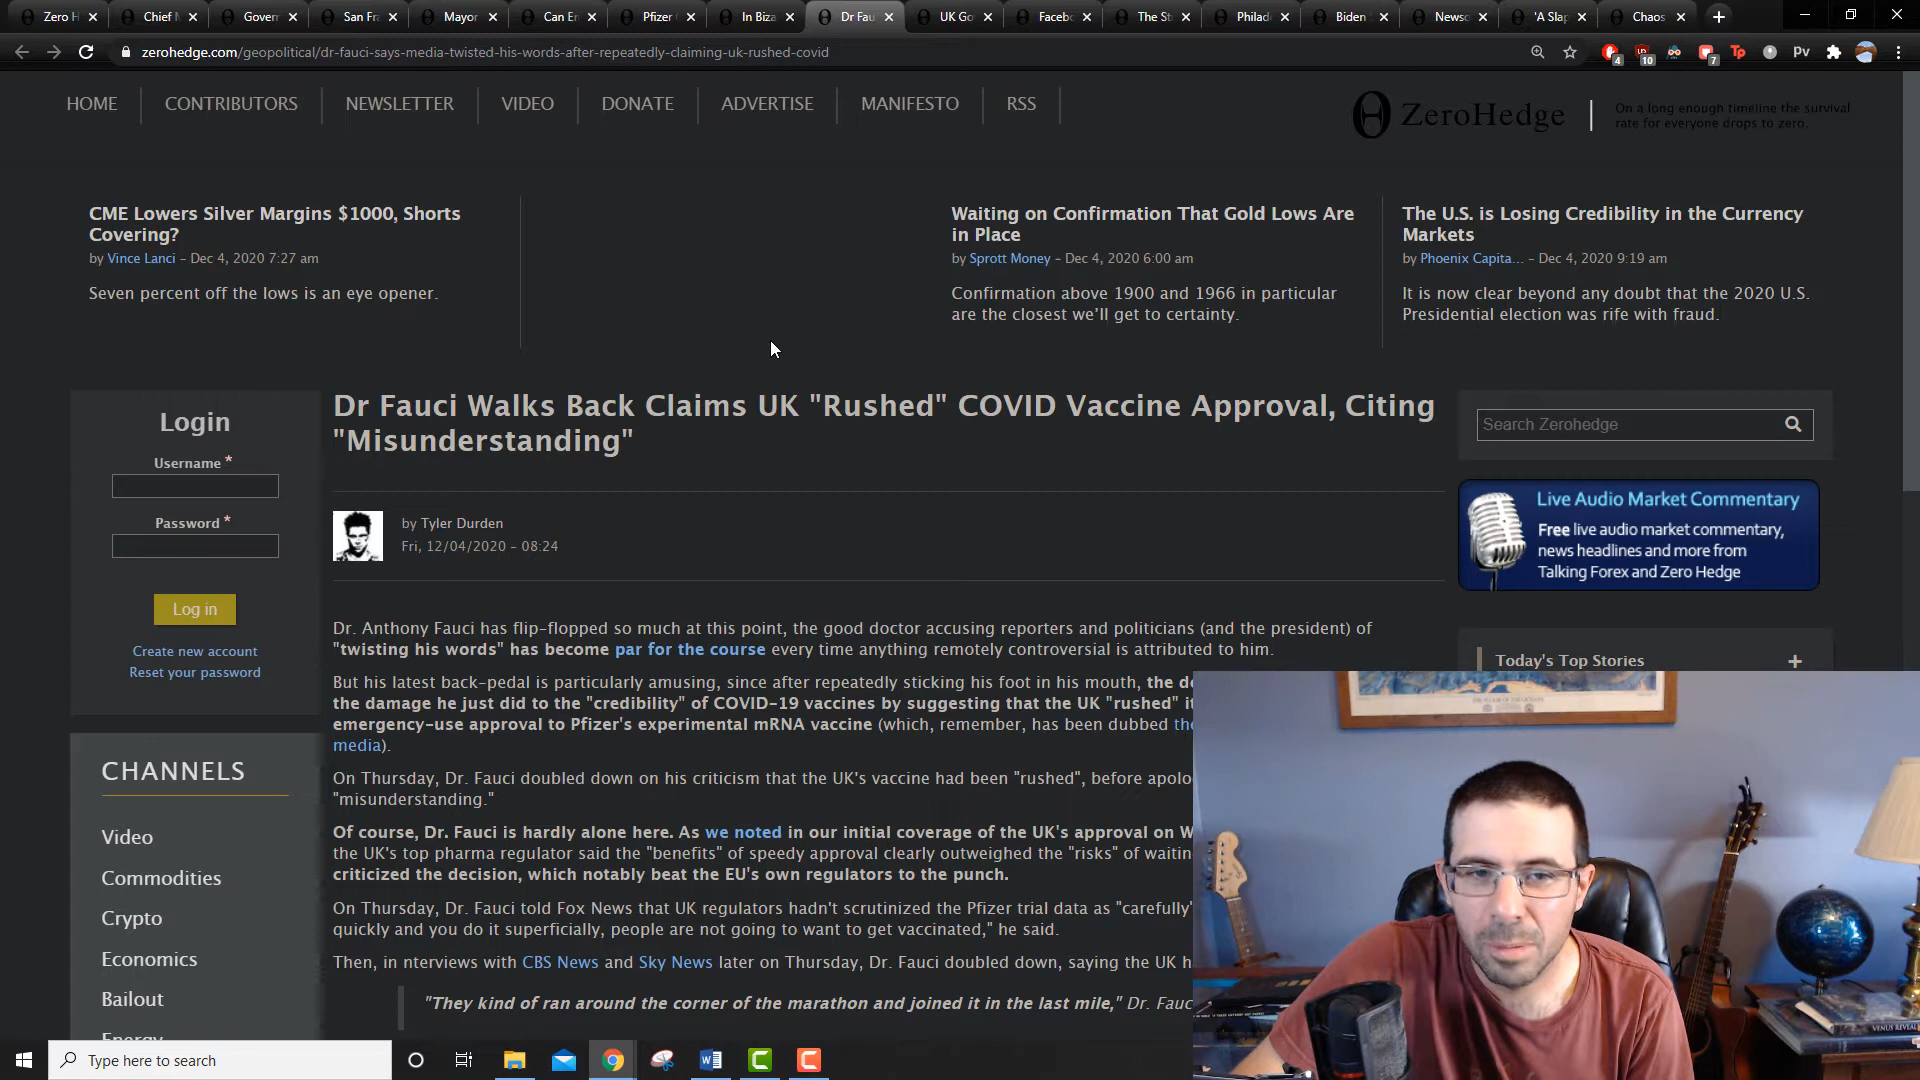 Zero H
Chief M
Govern
San Fra
Mayor
Can En
Pfizer C
In Biza
Dr Fau
UK Go
Facebo
The St
Philad
Biden
Newsc
'A Slap
Chaos
zerohedge.com/geopolitical/dr-fauci-says-media-twisted-his-words-after-repeatedly-claiming-uk-rushed-covid
4
10
7
Tp
PV
HOME
CONTRIBUTORS
NEWSLETTER
VIDEO
DONATE
ADVERTISE
MANIFESTO
RSS
ZeroHedge
On a long enough timeline the survival
rate for everyone drops to zero.
CME Lowers Silver Margins $1000, Shorts
Covering?
by Vince Lanci – Dec 4, 2020 7:27 am
Seven percent off the lows is an eye opener.
Waiting on Confirmation That Gold Lows Are
in Place
by Sprott Money – Dec 4, 2020 6:00 am
Confirmation above 1900 and 1966 in particular
are the closest we'll get to certainty.
The U.S. is Losing Credibility in the Currency
Markets
by Phoenix Capita... – Dec 4, 2020 9:19 am
It is now clear beyond any doubt that the 2020 U.S.
Presidential election was rife with fraud.
Login
Username *
Password *
Log in
Create new account
Reset your password
CHANNELS
Video
Commodities
Crypto
Economics
Bailout
Energy
Dr Fauci Walks Back Claims UK "Rushed" COVID Vaccine Approval, Citing
"Misunderstanding"
by Tyler Durden
Fri, 12/04/2020 – 08:24
Dr. Anthony Fauci has flip-flopped so much at this point, the good doctor accusing reporters and politicians (and the president) of
"twisting his words" has become par for the course every time anything remotely controversial is attributed to him.
But his latest back-pedal is particularly amusing, since after repeatedly sticking his foot in his mouth, the do
the damage he just did to the "credibility" of COVID-19 vaccines by suggesting that the UK "rushed" it
emergency-use approval to Pfizer's experimental mRNA vaccine (which, remember, has been dubbed the
media).
On Thursday, Dr. Fauci doubled down on his criticism that the UK's vaccine had been "rushed", before apolo
"misunderstanding."
Of course, Dr. Fauci is hardly alone here. As we noted in our initial coverage of the UK's approval on W
the UK's top pharma regulator said the "benefits" of speedy approval clearly outweighed the "risks" of waitin
criticized the decision, which notably beat the EU's own regulators to the punch.
On Thursday, Dr. Fauci told Fox News that UK regulators hadn't scrutinized the Pfizer trial data as "carefully"
quickly and you do it superficially, people are not going to want to get vaccinated," he said.
Then, in nterviews with CBS News and Sky News later on Thursday, Dr. Fauci doubled down, saying the UK h
"They kind of ran around the corner of the marathon and joined it in the last mile," Dr. Fauc
Search Zerohedge
Live Audio Market Commentary
Free live audio market commentary,
news headlines and more from
Talking Forex and Zero Hedge
Today's Top Stories
VENUS REVEAL
Type here to search